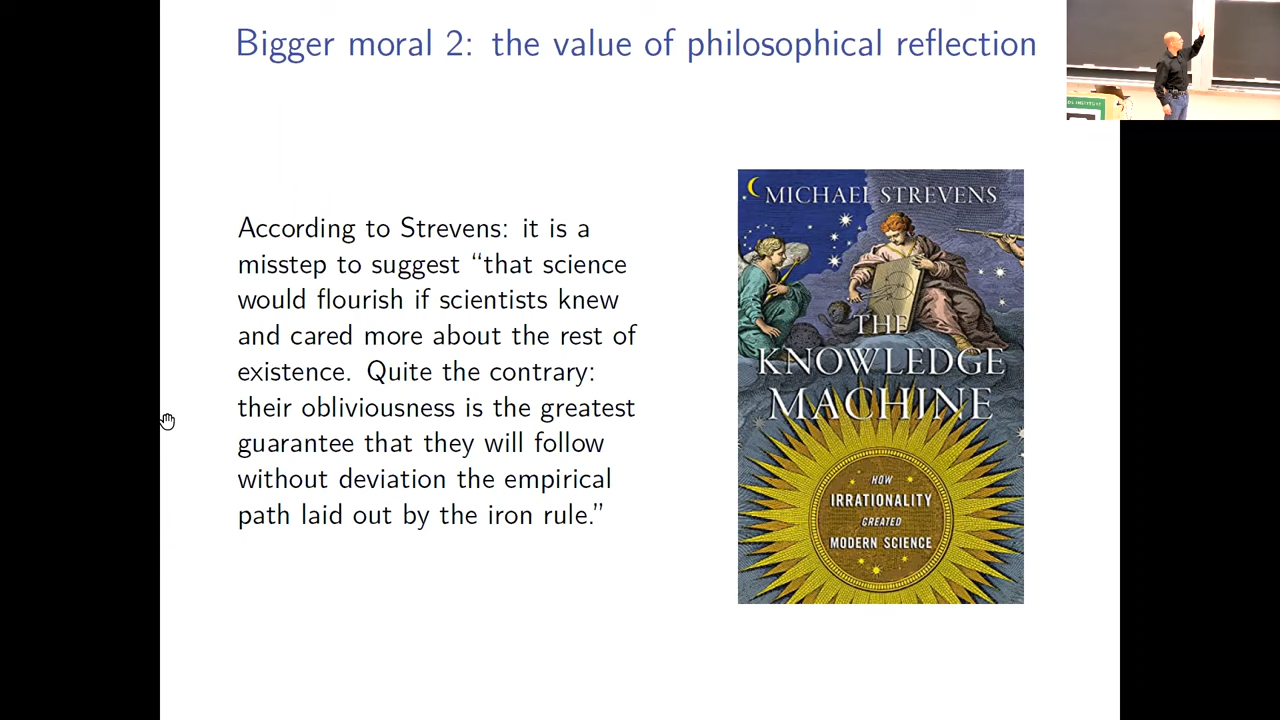 Bigger moral 2: the value of philosophical reflection
According to Strevens: it is a
misstep to suggest “that science
would flourish if scientists knew
and cared more about the rest of
existence. Quite the contrary:
their obliviousness is the greatest
guarantee that they will follow
without deviation the empirical
path laid out by the iron rule.”
MICHAEL STREVENS
THE
KNOWLEDGE
MACHINE
HOW
IRRATIONALITY
CREATED
MODERN SCIENCE
INSTITUTE